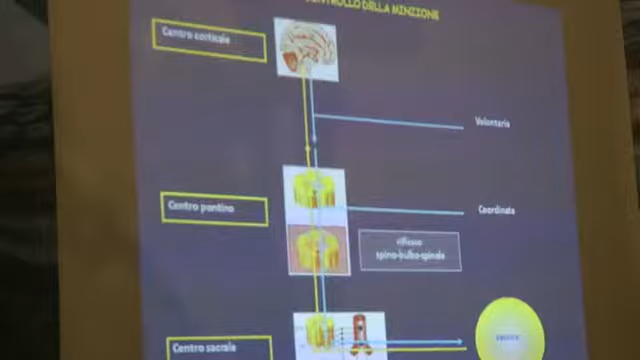 CONTROLLO DELLA MINZIONE
Centro corticale
Volontaria
Centro pontino
Coordinata
riflesso
spino-bulbo-spinale
Centro sacrale